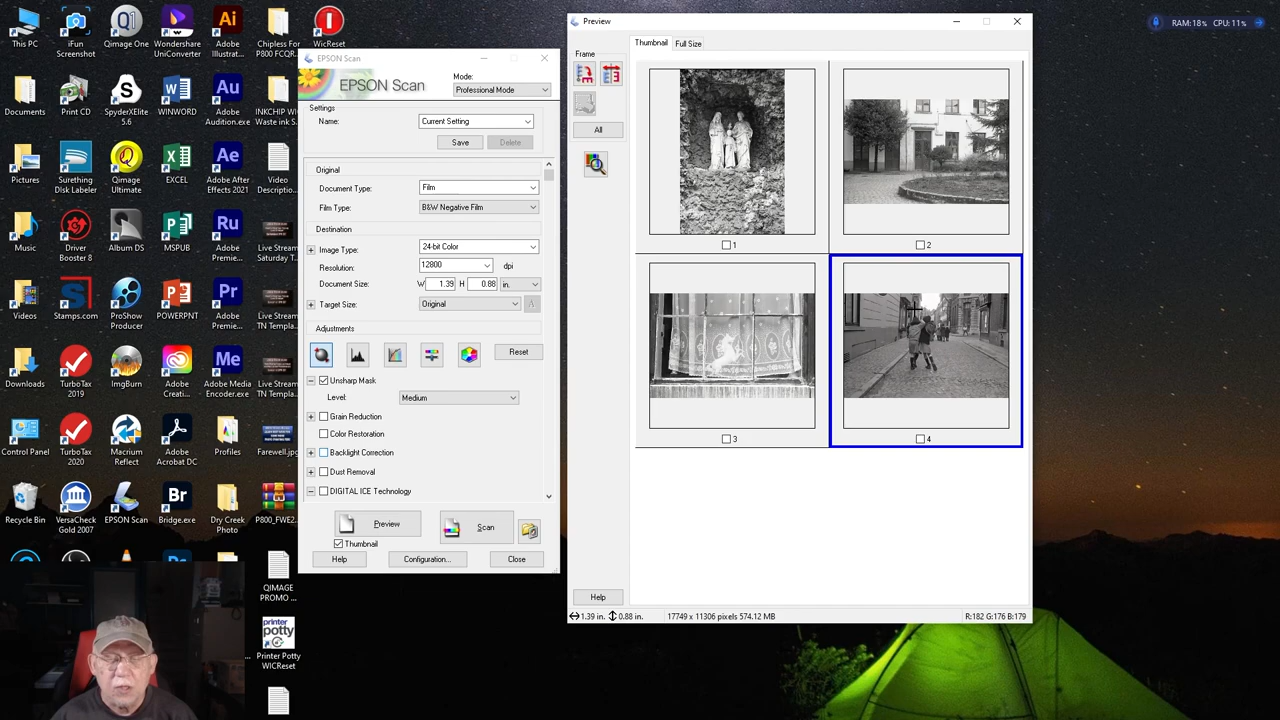 This PC
iFun
Screenshot
Qimage One
Wondershare
UniConverter
Adobe
Illustrat...
Chipless For
P800 FCQR...
WicReset
Documents
Print CD
SpyderXElite
5.6
WINWORD
Adobe
Audition.exe
INKCHIP WIC
Waste ink S...
Pictures
Surething
Disk Labeler
Qimage
Ultimate
EXCEL
Adobe After
Effects 2021
Video
Descriptio...
Music
Driver
Booster 8
Album DS
MSPUB
Adobe
Premie...
Live Stream
Saturday T...
Videos
Stamps.com
ProShow
Producer
POWERPNT
Adobe
Premie...
Live Stream
TN Templa...
Downloads
TurboTax
2019
ImgBurn
Adobe
Creati...
Adobe Media
Encoder.exe
Live Stream
TN Templa...
Control Panel
TurboTax
2020
Macrium
Reflect
Adobe
Acrobat DC
Profiles
Farewell.jpg
Recycle Bin
VersaCheck
Gold 2007
EPSON Scan
Bridge.exe
Dry Creek
Photo
P800_FWE2...
QIMAGE
PROMO ...
printer
potty
Printer Potty
WICReset
EPSON Scan
EPSON Scan
Mode:
Professional Mode
Settings
Name:
Current Setting
Save
Delete
Original
Document Type:
Film
Film Type:
B&W Negative Film
Destination
Image Type:
24-bit Color
Resolution:
12800
dpi
Document Size:
W
1.39
H
0.88
in.
Target Size:
Original
Adjustments
Reset
Unsharp Mask
Level:
Medium
Grain Reduction
Color Restoration
Backlight Correction
Dust Removal
DIGITAL ICE Technology
Preview
Scan
Thumbnail
Help
Configuration...
Close
Preview
Thumbnail
Full Size
Frame
All
1
2
3
4
Help
1.39 in.
0.88 in.
17749 x 11306 pixels 574.12 MB
R:182 G:176 B:179
RAM:18%
CPU:11%